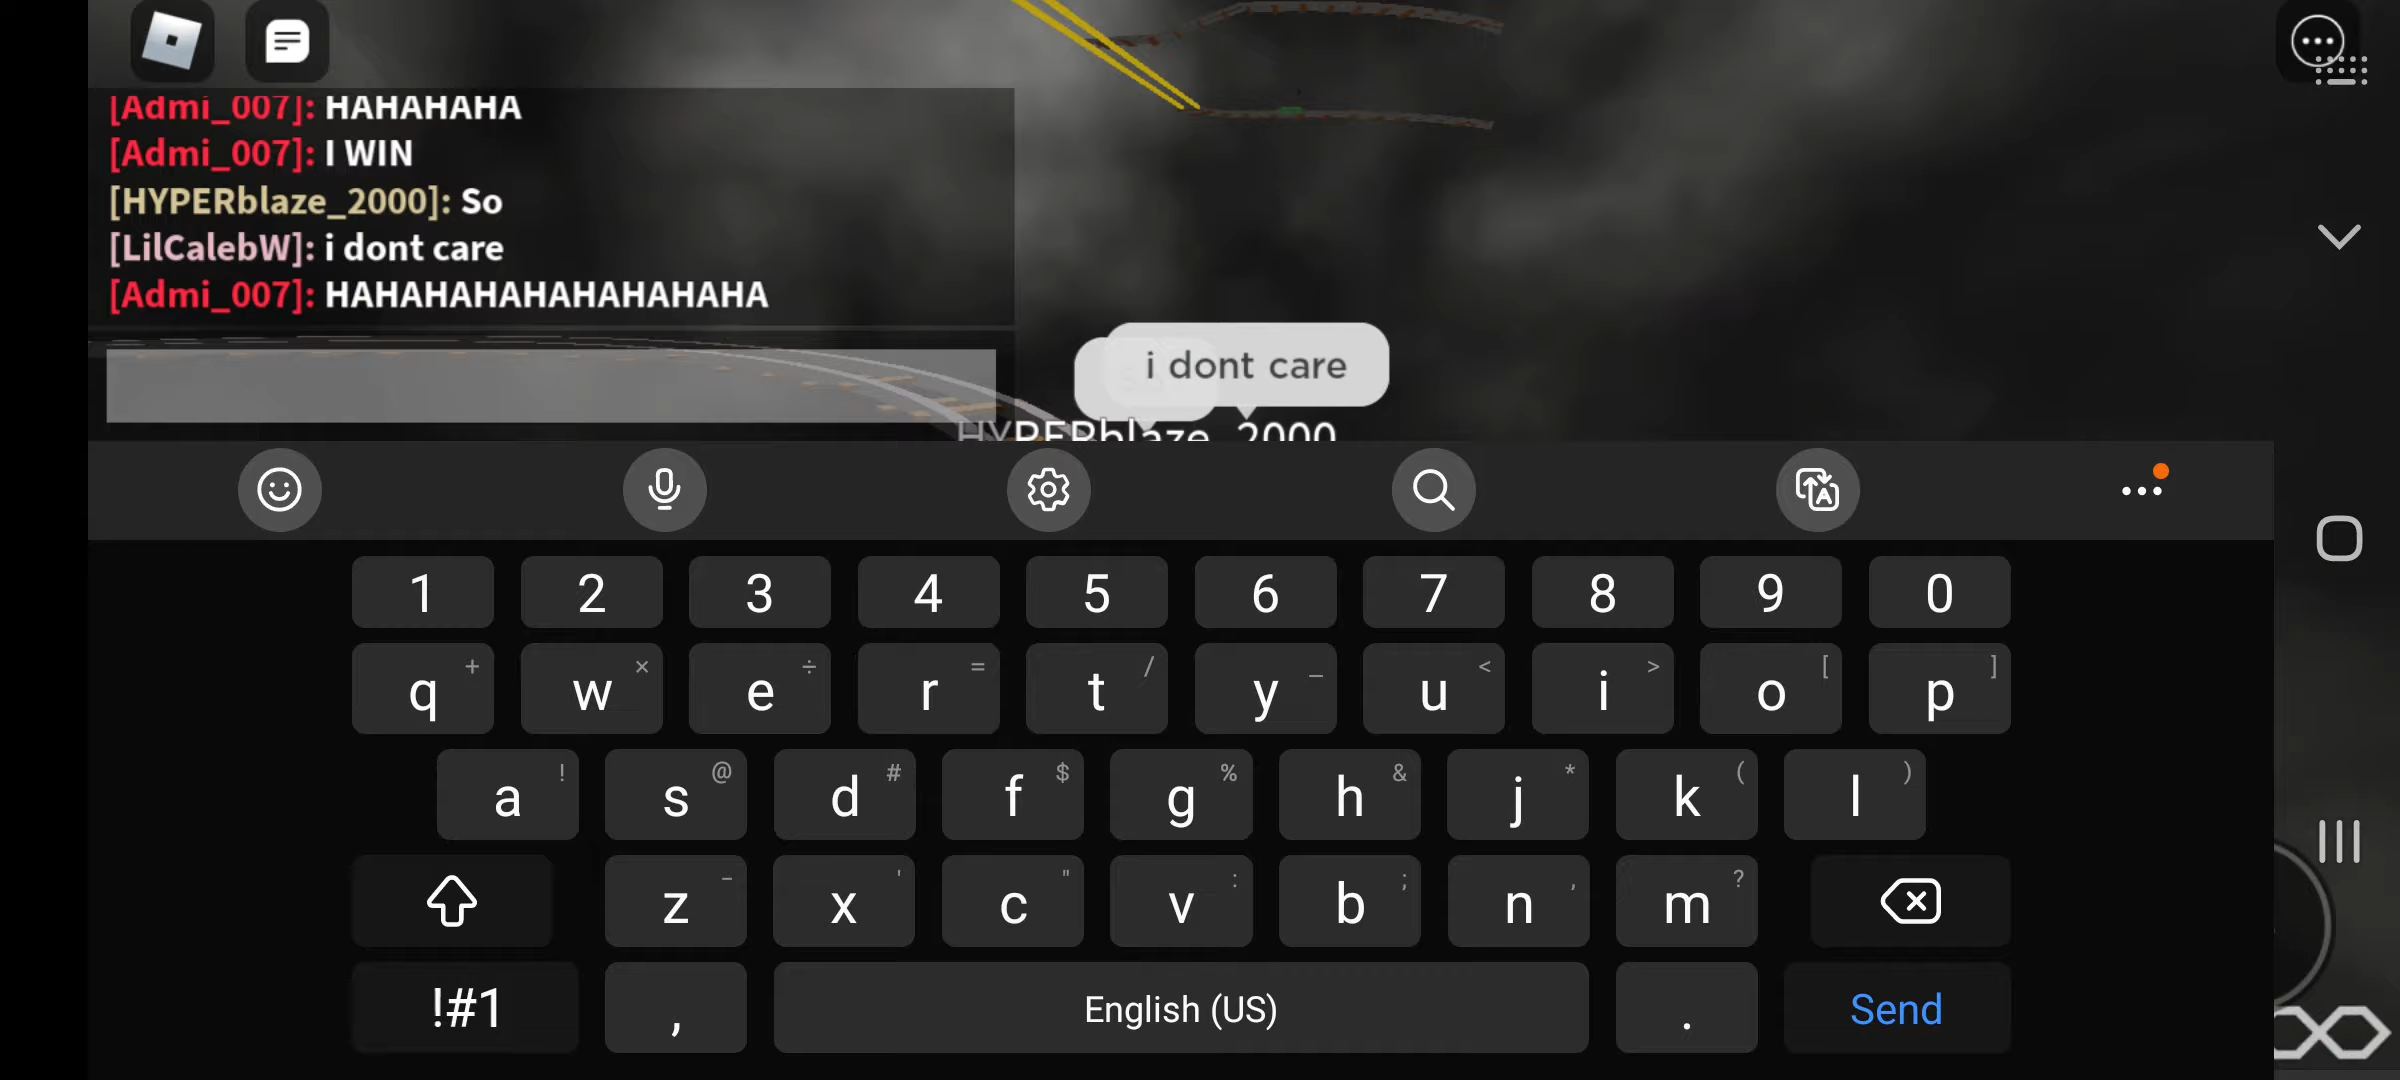 [Admi_007]: HAHAHAHA
[Admi_007]: I WIN
[HYPERblaze_2000]: So
[LilCalebW]: i dont care
[Admi_007]: HAHAHAHAHAHAHAHAHA
i dont care
HYPERblaze_2000
1 2 3 4 5 6 7 8 9 0
q + w × e ÷ r = t / y _ u < i > o [ p ]
a ! s @ d # f $ g % h & j * k ( l )
z - x ' c " v : b ; n , m ?
!#1 , English (US) . Send